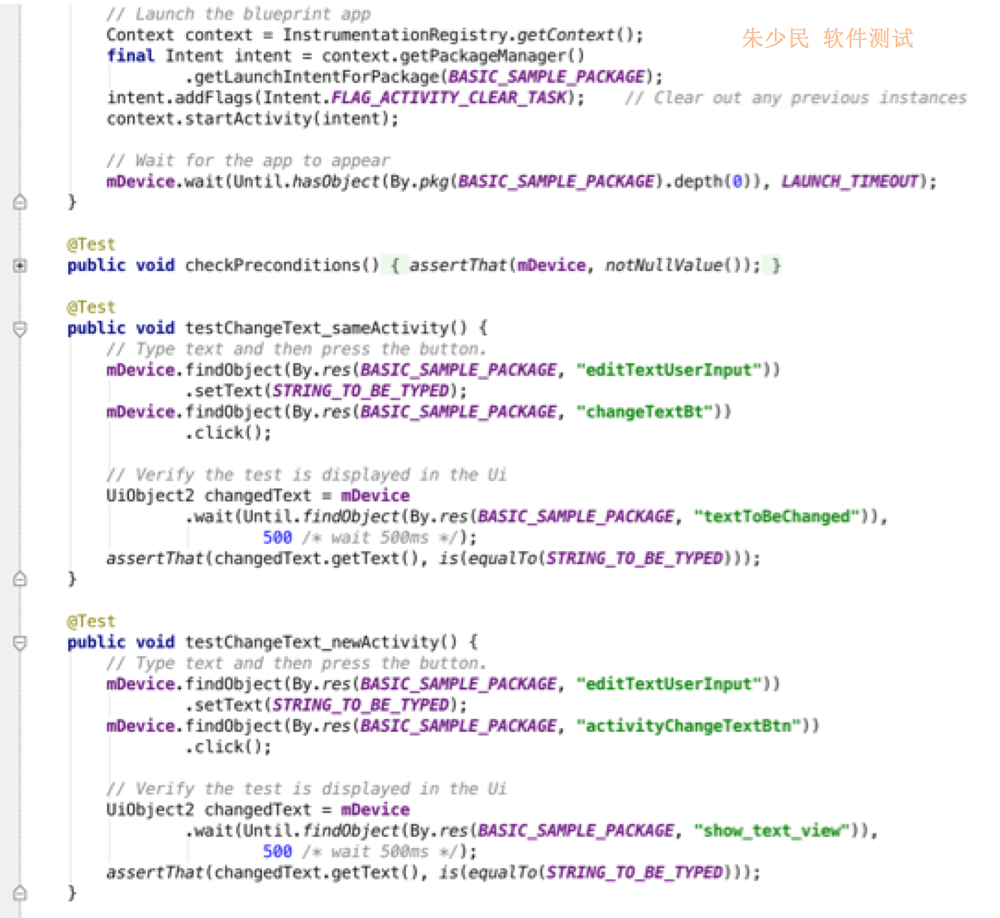 // Launch the blueprint app
朱少民 软件测试
Context context = InstrumentationRegistry.getContext();
final Intent intent = context.getPackageManager()
.getLaunchIntentForPackage(BASIC_SAMPLE_PACKAGE);
intent.addFlags(Intent.FLAG_ACTIVITY_CLEAR_TASK);    // Clear out any previous instances
context.startActivity(intent);
// Wait for the app to appear
mDevice.wait(Until.hasObject(By.pkg(BASIC_SAMPLE_PACKAGE).depth(0)), LAUNCH_TIMEOUT);
}
@Test
public void checkPreconditions() { assertThat(mDevice, notNullValue()); }
@Test
public void testChangeText_sameActivity() {
// Type text and then press the button.
mDevice.findObject(By.res(BASIC_SAMPLE_PACKAGE, "editTextUserInput"))
.setText(STRING_TO_BE_TYPED);
mDevice.findObject(By.res(BASIC_SAMPLE_PACKAGE, "changeTextBt"))
.click();
// Verify the test is displayed in the Ui
UiObject2 changedText = mDevice
.wait(Until.findObject(By.res(BASIC_SAMPLE_PACKAGE, "textToBeChanged")),
500 /* wait 500ms */);
assertThat(changedText.getText(), is(equalTo(STRING_TO_BE_TYPED)));
}
@Test
public void testChangeText_newActivity() {
// Type text and then press the button.
mDevice.findObject(By.res(BASIC_SAMPLE_PACKAGE, "editTextUserInput"))
.setText(STRING_TO_BE_TYPED);
mDevice.findObject(By.res(BASIC_SAMPLE_PACKAGE, "activityChangeTextBtn"))
.click();
// Verify the test is displayed in the Ui
UiObject2 changedText = mDevice
.wait(Until.findObject(By.res(BASIC_SAMPLE_PACKAGE, "show_text_view")),
500 /* wait 500ms */);
assertThat(changedText.getText(), is(equalTo(STRING_TO_BE_TYPED)));
}